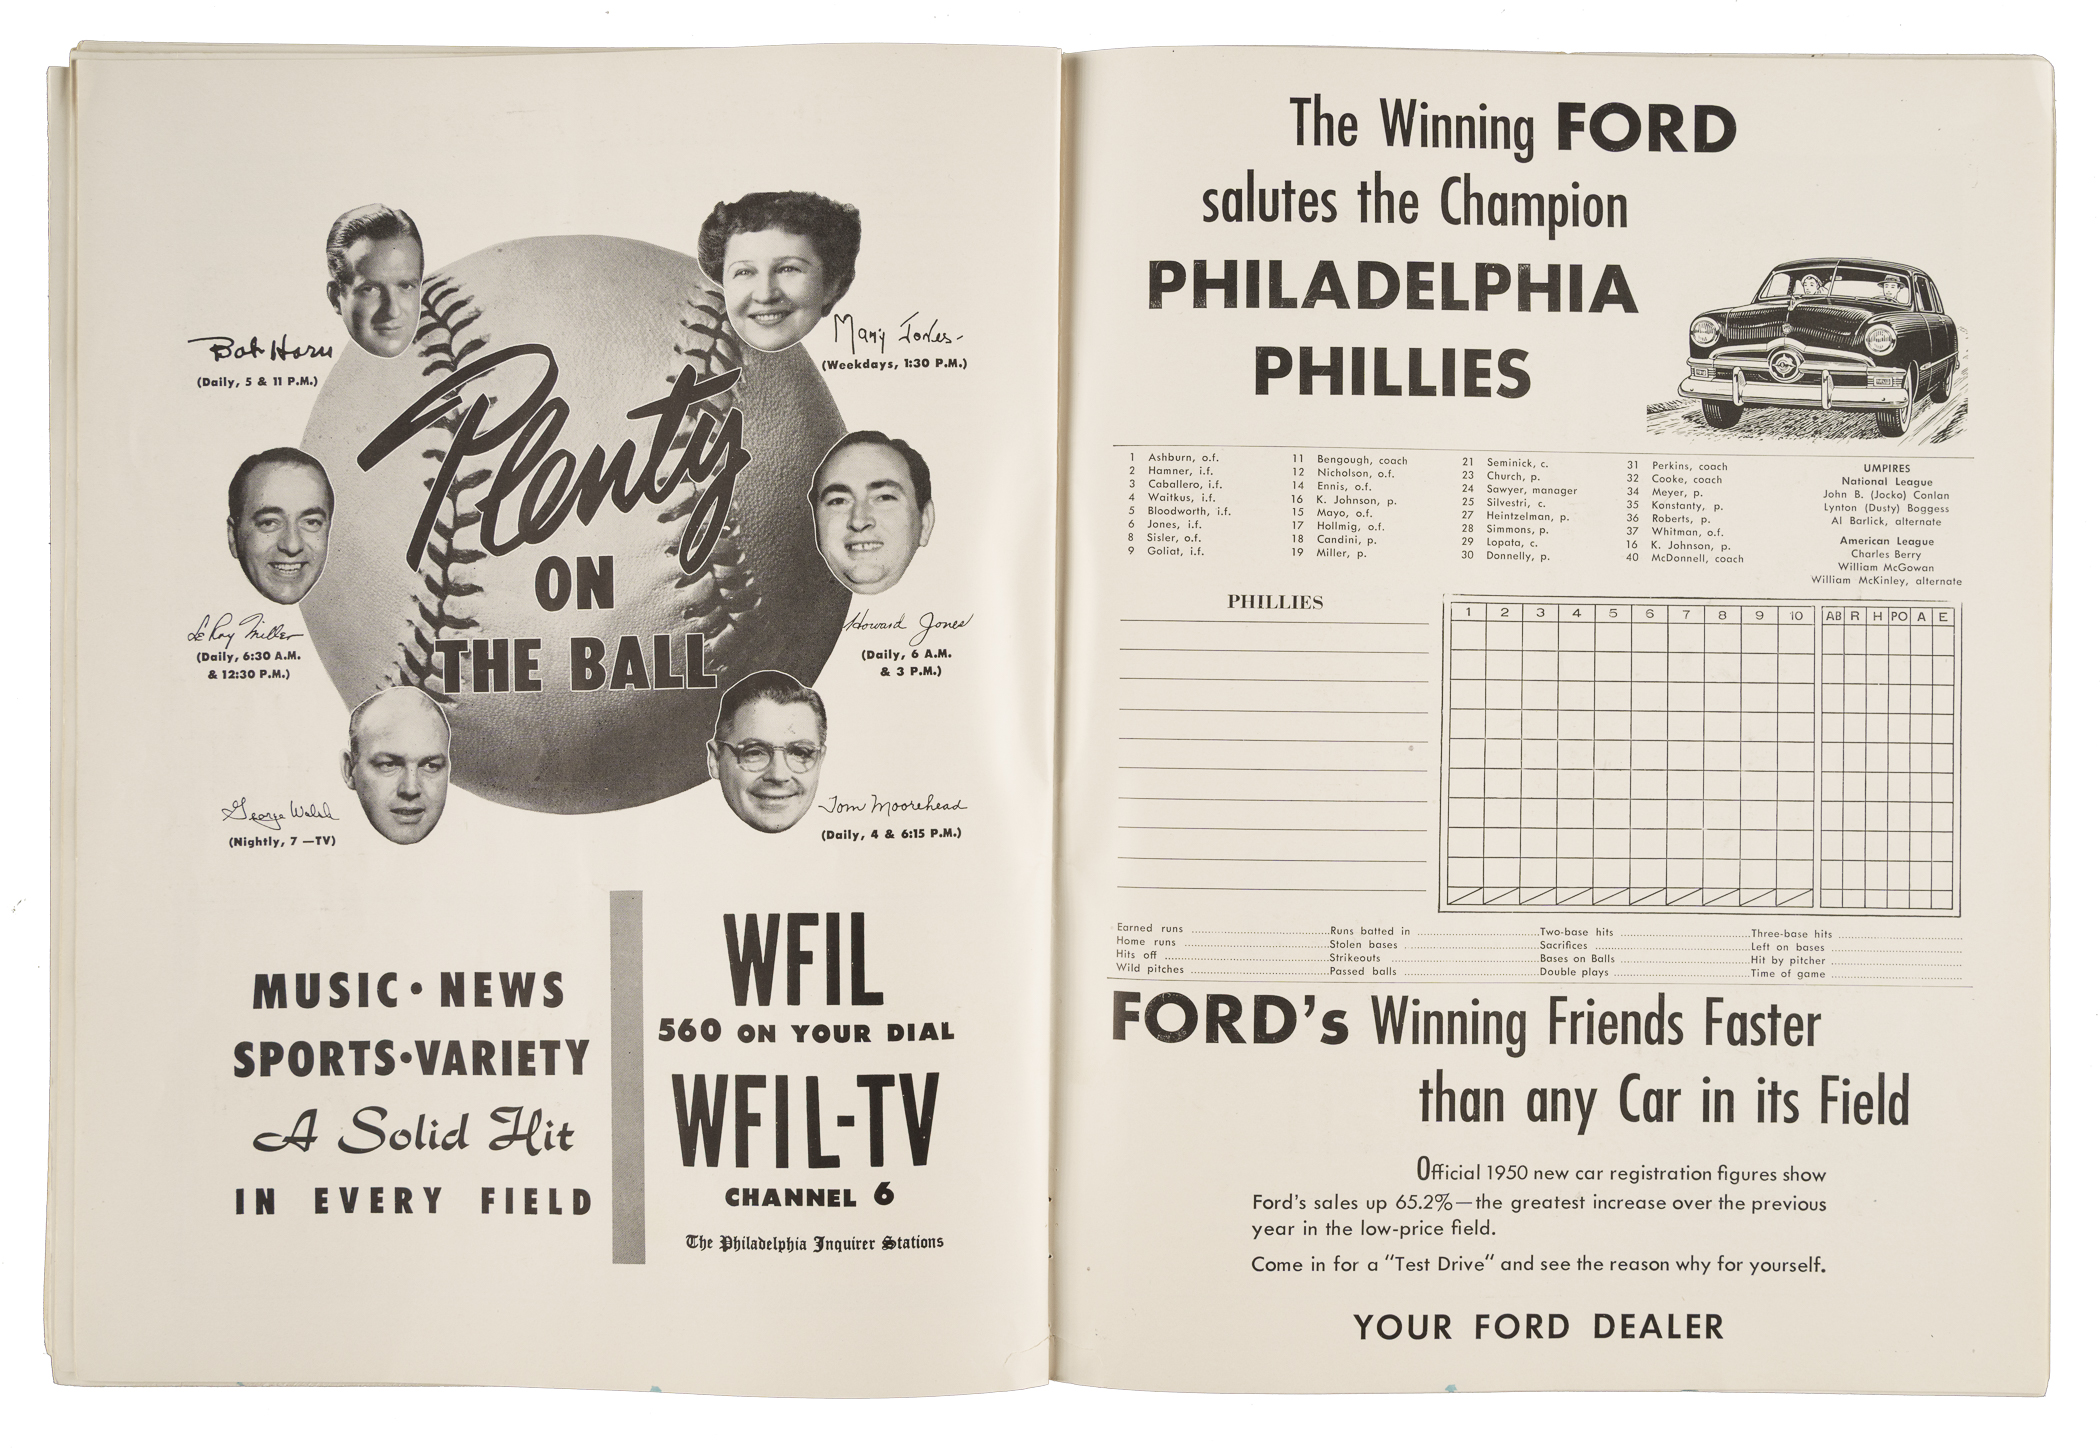 Bob Horn
(Daily, 5 & 11 P.M.)
Mary Jones
(Weekdays, 1:30 P.M.)
LeRoy Miller
(Daily, 6:30 A.M.
& 12:30 P.M.)
Howard Jones
(Daily, 6 A.M.
& 3 P.M.)
George Walsh
(Nightly, 7 —TV)
Tom Moorehead
(Daily, 4 & 6:15 P.M.)
Plenty
ON
THE BALL
MUSIC • NEWS
SPORTS • VARIETY
A Solid Hit
IN EVERY FIELD
WFIL
560 ON YOUR DIAL
WFIL-TV
CHANNEL 6
The Philadelphia Inquirer Stations
The Winning FORD
salutes the Champion
PHILADELPHIA
PHILLIES
1 Ashburn, o.f.
2 Hamner, i.f.
3 Caballero, i.f.
4 Waitkus, i.f.
5 Bloodworth, i.f.
6 Jones, i.f.
8 Sisler, o.f.
9 Goliat, i.f.
11 Bengough, coach
12 Nicholson, o.f.
14 Ennis, o.f.
16 K. Johnson, p.
15 Mayo, o.f.
17 Hollmig, o.f.
18 Candini, p.
19 Miller, p.
21 Seminick, c.
23 Church, p.
24 Sawyer, manager
25 Silvestri, c.
27 Heintzelman, p.
28 Simmons, p.
29 Lopata, c.
30 Donnelly, p.
31 Perkins, coach
32 Cooke, coach
34 Meyer, p.
35 Konstanty, p.
36 Roberts, p.
37 Whitman, o.f.
16 K. Johnson, p.
40 McDonnell, coach
UMPIRES
National League
John B. (Jocko) Conlan
Lynton (Dusty) Boggess
Al Barlick, alternate
American League
Charles Berry
William McGowan
William McKinley, alternate
PHILLIES
1 2 3 4 5 6 7 8 9 10 AB R H PO A E
Earned runs Runs batted in Two-base hits Three-base hits
Home runs Stolen bases Sacrifices Left on bases
Hits off Strikeouts Bases on Balls Hit by pitcher
Wild pitches Passed balls Double plays Time of game
FORD's Winning Friends Faster
than any Car in its Field
Official 1950 new car registration figures show
Ford's sales up 65.2%—the greatest increase over the previous
year in the low-price field.
Come in for a "Test Drive" and see the reason why for yourself.
YOUR FORD DEALER